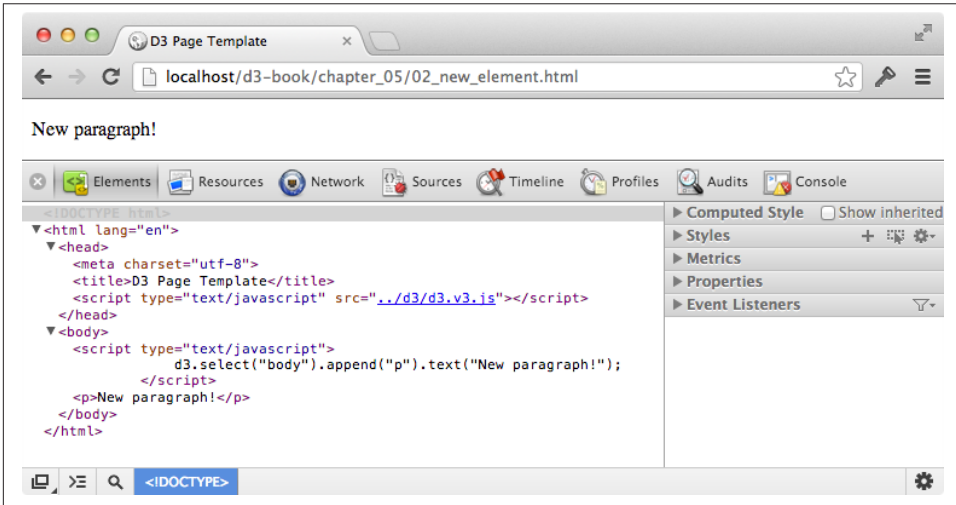 D3 Page Template
localhost/d3-book/chapter_05/02_new_element.html
New paragraph!
Elements Resources Network Sources Timeline Profiles Audits Console
<!DOCTYPE html>
<html lang="en">
<head>
<meta charset="utf-8">
<title>D3 Page Template</title>
<script type="text/javascript" src="../d3/d3.v3.js"></script>
</head>
<body>
<script type="text/javascript">
d3.select("body").append("p").text("New paragraph!");
</script>
<p>New paragraph!</p>
</body>
</html>
Computed Style Show inherited
Styles
Metrics
Properties
Event Listeners
<!DOCTYPE>